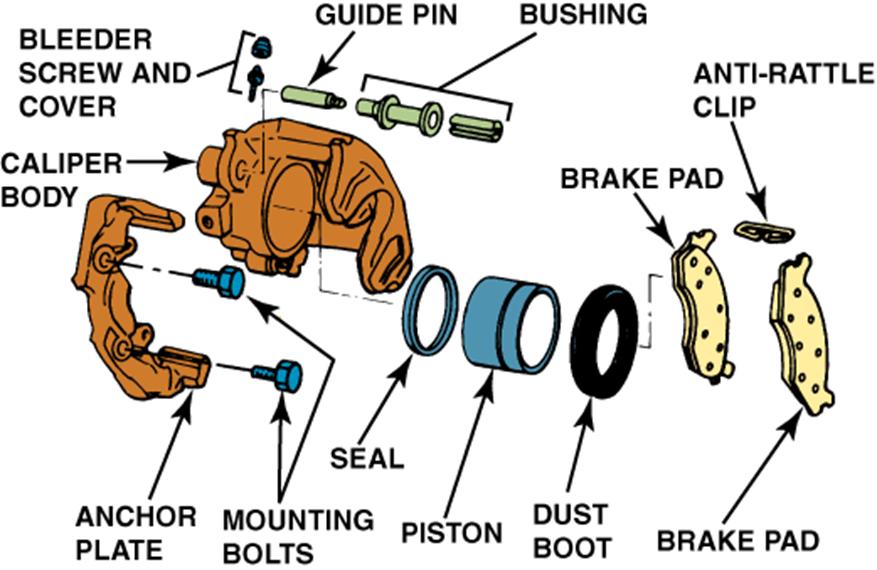 GUIDE PIN
BUSHING
BLEEDER
SCREW AND
COVER
ANTI-RATTLE
CLIP
CALIPER
BODY
BRAKE PAD
SEAL
ANCHOR
PLATE
MOUNTING
BOLTS
PISTON
DUST
BOOT
BRAKE PAD